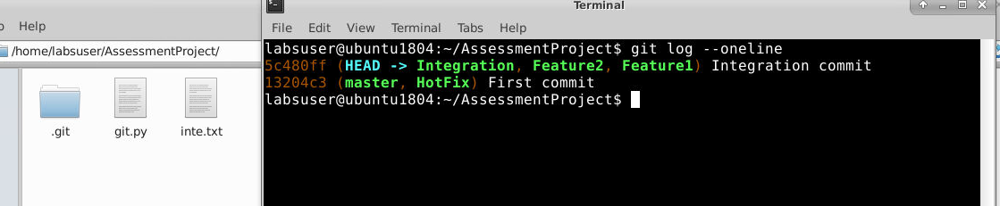 Terminal
Help
File Edit View Terminal Tabs Help
/home/labsuser/AssessmentProject/
labsuser@ubuntu1804:~/AssessmentProject$ git log --oneline
5c480ff (HEAD -> Integration, Feature2, Feature1) Integration commit
13204c3 (master, HotFix) First commit
labsuser@ubuntu1804:~/AssessmentProject$
.git git.py inte.txt